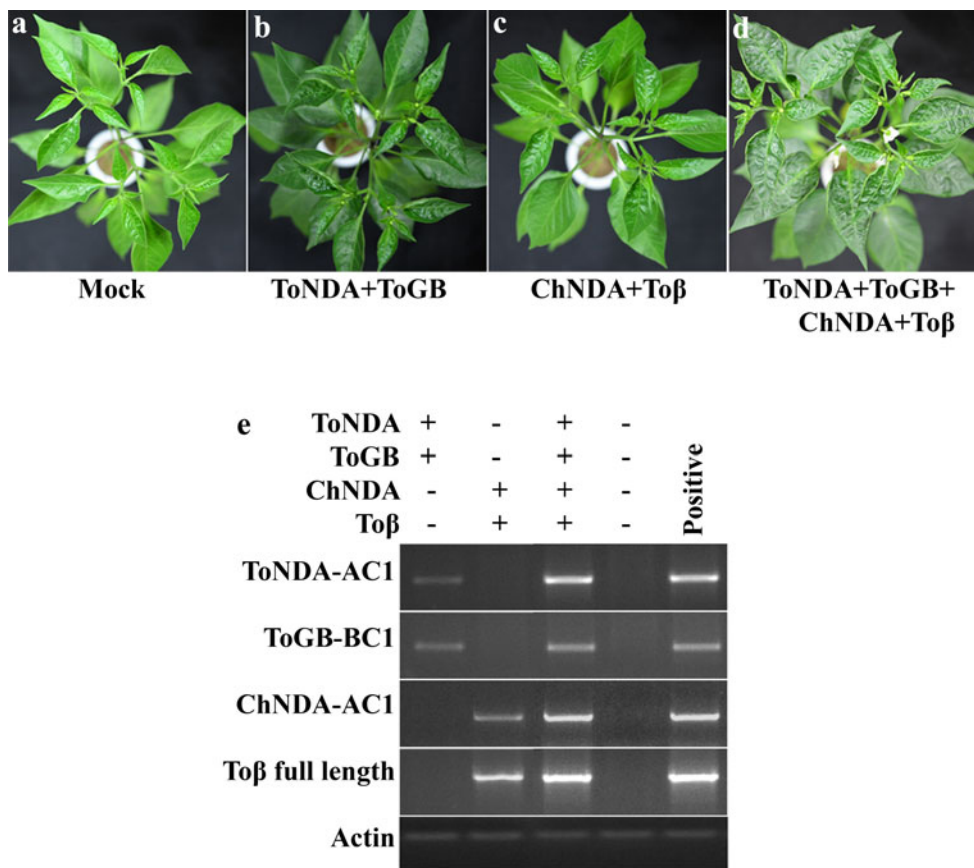 a
b
c
d
Mock
ToNDA+ToGB
ChNDA+Toβ
ToNDA+ToGB+
ChNDA+Toβ
e
ToNDA + - + -
ToGB + - + -
ChNDA - + + -
Toβ - + + -
Positive
ToNDA-AC1
ToGB-BC1
ChNDA-AC1
Toβ full length
Actin